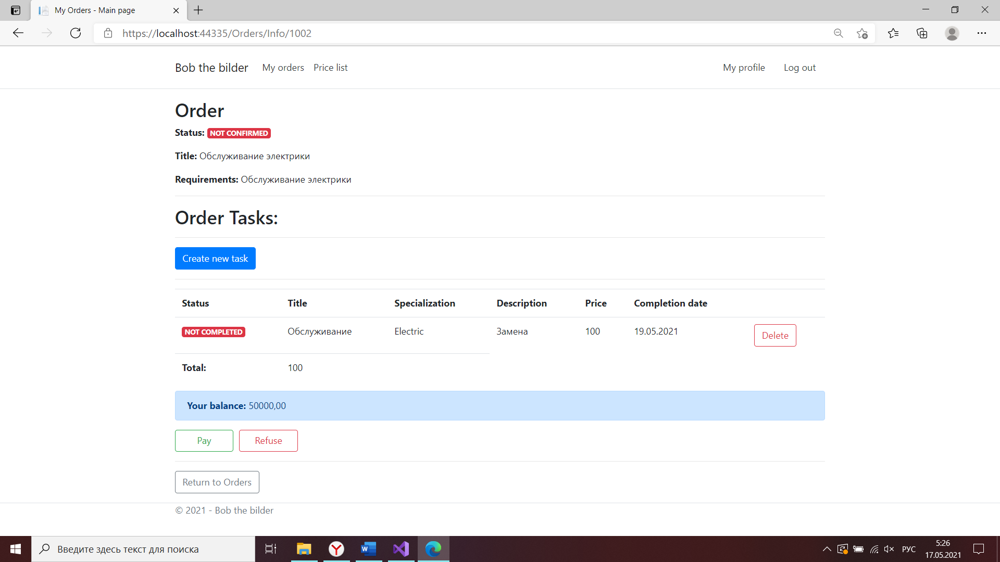 My Orders - Main page
https://localhost:44335/Orders/Info/1002
Bob the bilder My orders Price list My profile Log out
Order
Status: NOT CONFIRMED
Title: Обслуживание электрики
Requirements: Обслуживание электрики
Order Tasks:
Create new task
Status Title Specialization Description Price Completion date
NOT COMPLETED Обслуживание Electric Замена 100 19.05.2021 Delete
Total: 100
Your balance: 50000,00
Pay Refuse
Return to Orders
© 2021 - Bob the bilder
Введите здесь текст для поиска
РУС
5:26
17.05.2021